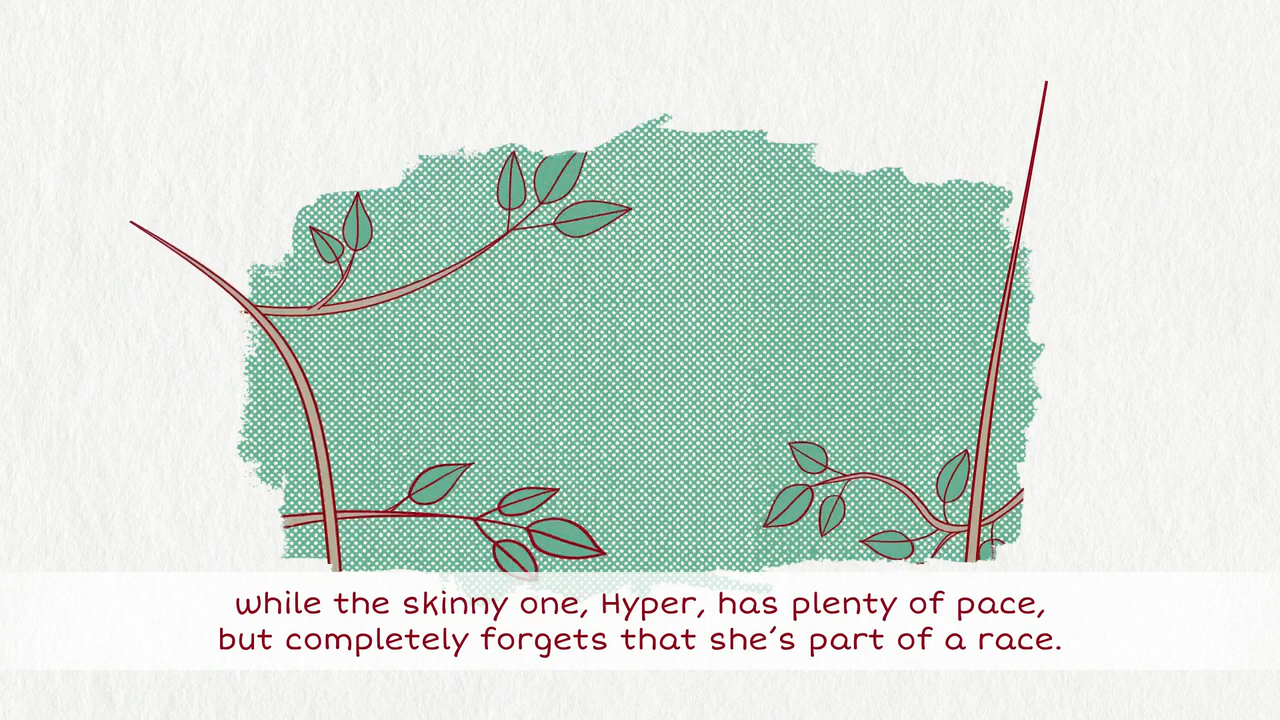 while the skinny one, Hyper, has plenty of pace,
but completely forgets that she's part of a race.